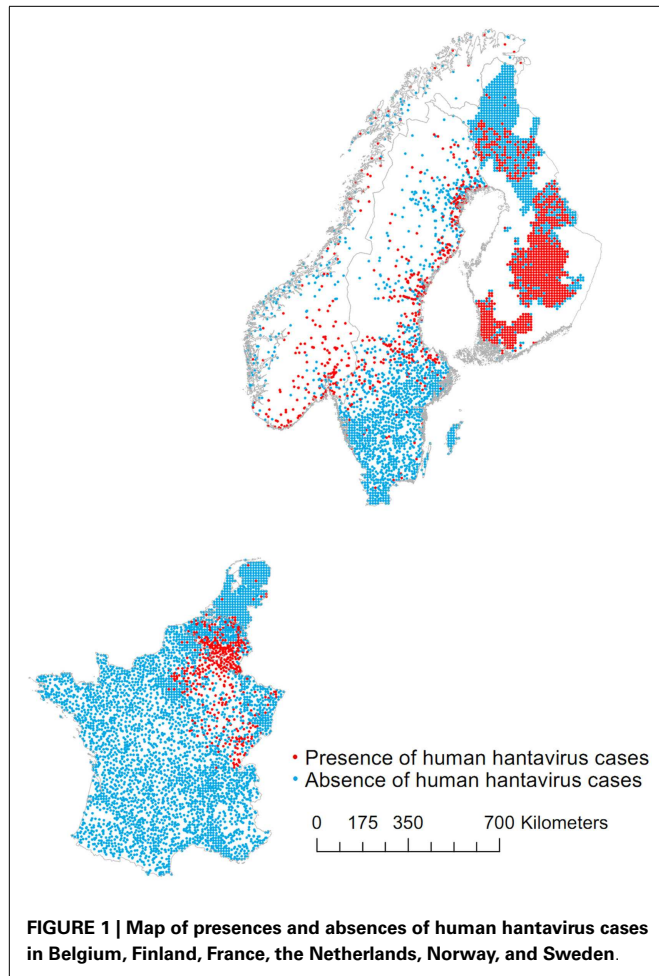 Presence of human hantavirus cases
Absence of human hantavirus cases
0 175 350 700 Kilometers
FIGURE 1 | Map of presences and absences of human hantavirus cases
in Belgium, Finland, France, the Netherlands, Norway, and Sweden.